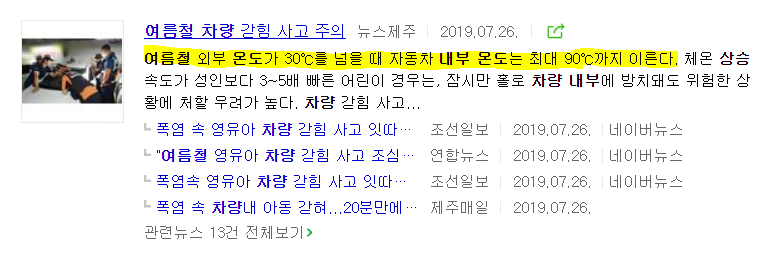 여름철 차량 갇힘 사고 주의 뉴스제주 2019.07.26.
여름철 외부 온도가 30℃를 넘을 때 자동차 내부 온도는 최대 90℃까지 이른다. 체온 상승
속도가 성인보다 3~5배 빠른 어린이 경우는, 잠시만 홀로 차량 내부에 방치돼도 위험한 상
황에 처할 우려가 높다. 차량 갇힘 사고...
폭염 속 영유아 차량 갇힘 사고 잇따··· 조선일보 2019.07.26. 네이버뉴스
"여름철 영유아 차량 갇힘 사고 조심··· 연합뉴스 2019.07.26. 네이버뉴스
폭염속 영유아 차량 갇힘 사고 잇따··· 조선일보 2019.07.26. 네이버뉴스
폭염 속 차량내 아동 갇혀...20분만에··· 제주매일 2019.07.26.
관련뉴스 13건 전체보기>